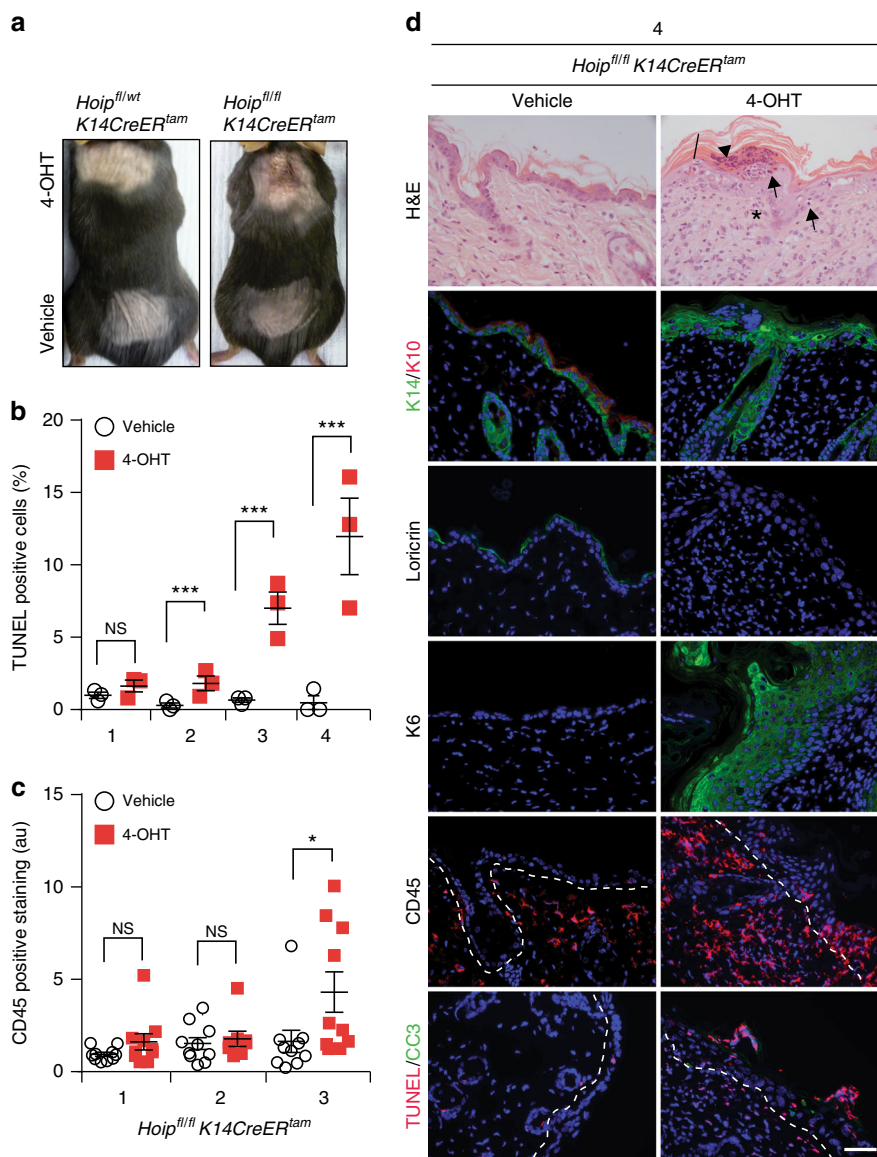 a
Hoip fl/wt
K14CreER tam
Hoip fl/fl
K14CreER tam
4-OHT
Vehicle
b
TUNEL positive cells (%)
20
15
10
5
0
Vehicle
4-OHT
NS
***
***
***
1 2 3 4
c
CD45 positive staining (au)
15
10
5
0
Vehicle
4-OHT
NS
NS
*
1 2 3
Hoip fl/fl K14CreER tam
d
4
Hoip fl/fl K14CreER tam
Vehicle 4-OHT
H&E
*
K14/K10
Loricrin
K6
CD45
TUNEL/CC3